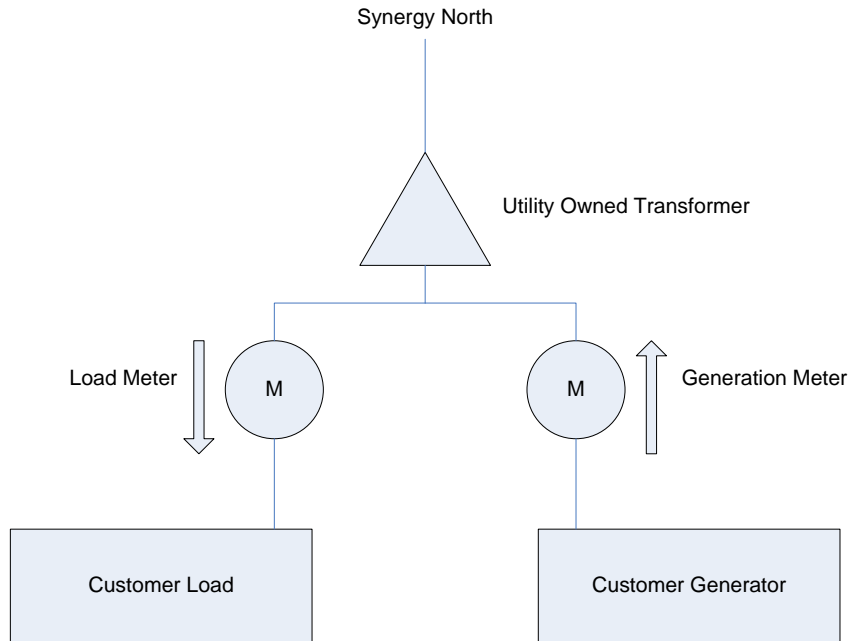 Synergy North
Utility Owned Transformer
Load Meter
M
M
Generation Meter
Customer Load
Customer Generator